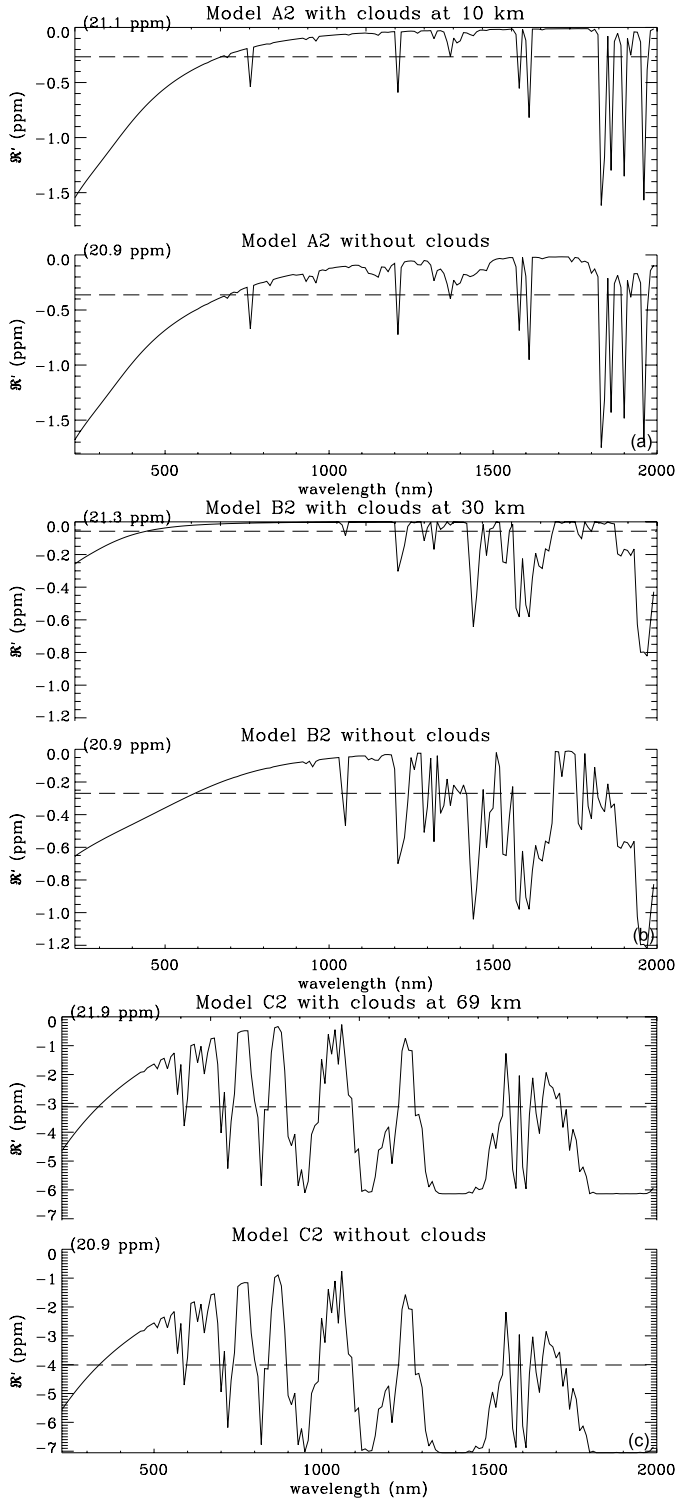 Model A2 with clouds at 10 km
(21.1 ppm)
0.0
−0.5
−1.0
−1.5
ℜ' (ppm)
Model A2 without clouds
(20.9 ppm)
0.0
−0.5
−1.0
−1.5
ℜ' (ppm)
(a)
500 1000 1500 2000
wavelength (nm)
Model B2 with clouds at 30 km
(21.3 ppm)
0.0
−0.2
−0.4
−0.6
−0.8
−1.0
−1.2
ℜ' (ppm)
Model B2 without clouds
(20.9 ppm)
0.0
−0.2
−0.4
−0.6
−0.8
−1.0
−1.2
ℜ' (ppm)
(b)
500 1000 1500 2000
wavelength (nm)
Model C2 with clouds at 69 km
(21.9 ppm)
0
−1
−2
−3
−4
−5
−6
−7
ℜ' (ppm)
Model C2 without clouds
(20.9 ppm)
0
−1
−2
−3
−4
−5
−6
−7
ℜ' (ppm)
(c)
500 1000 1500 2000
wavelength (nm)